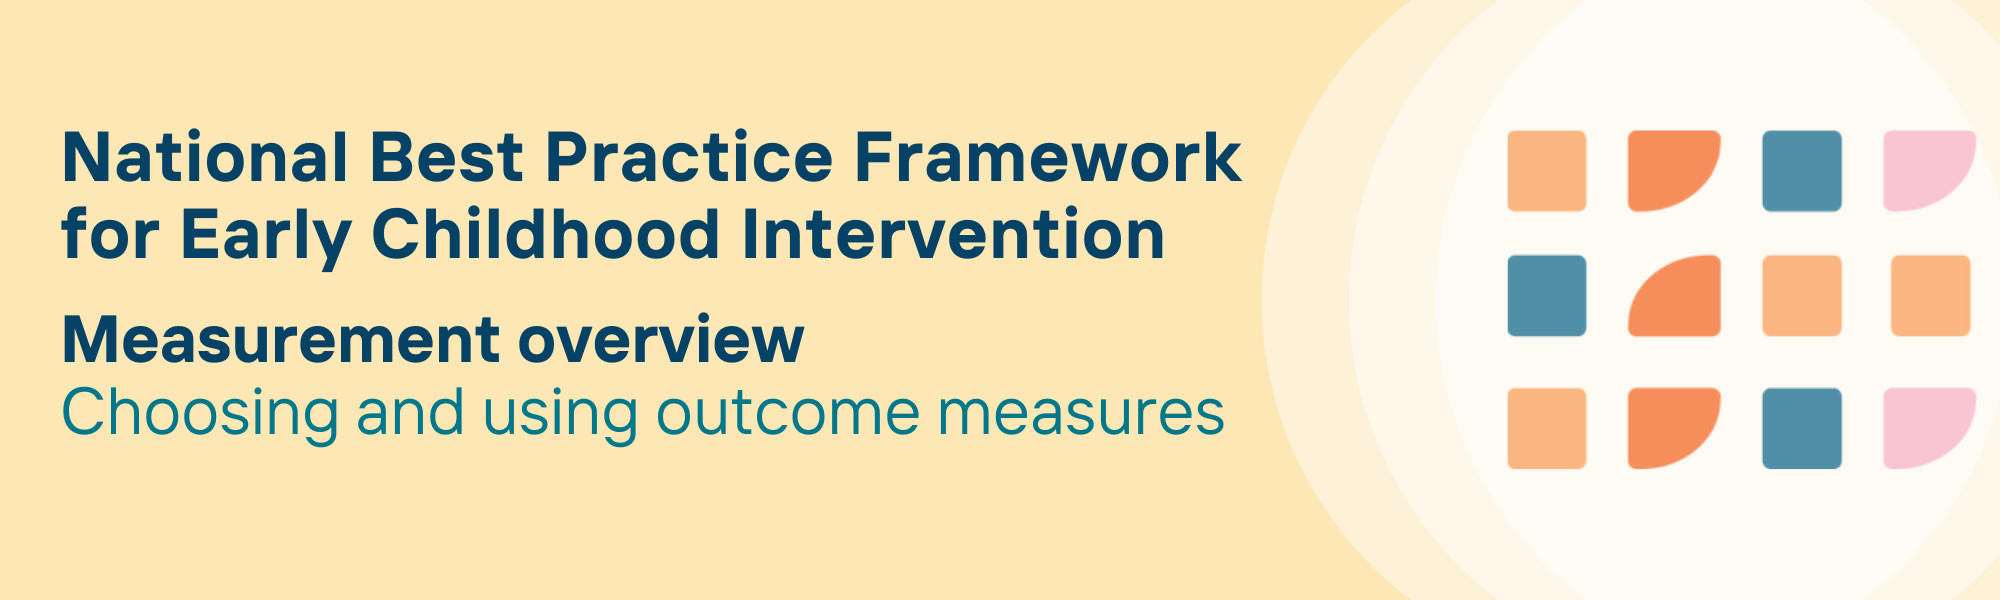 National Best Practice Framework
for Early Childhood Intervention
Measurement overview
Choosing and using outcome measures